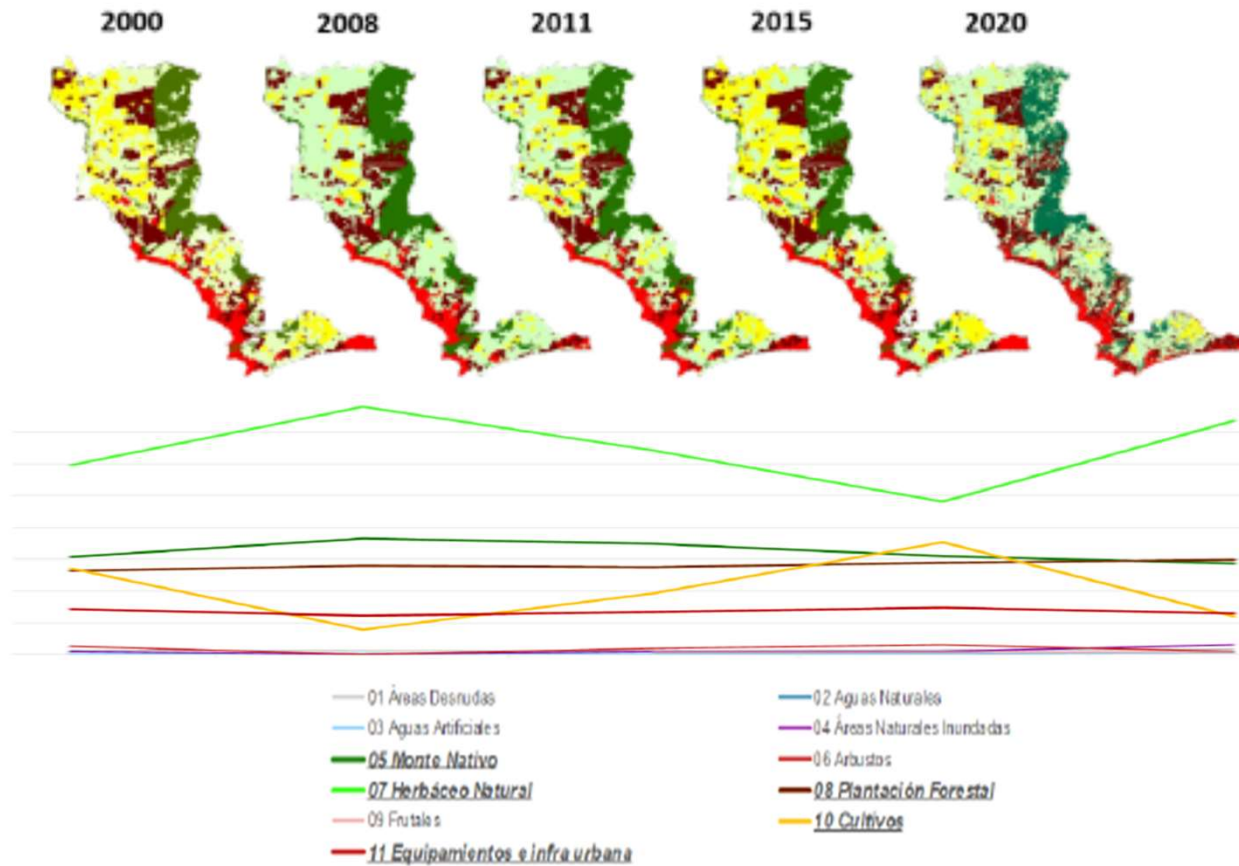 2000 2008 2011 2015 2020
01 Áreas Desnudas 02 Aguas Naturales
03 Aguas Artificiales 04 Áreas Naturales Inundadas
05 Monte Nativo 06 Arbustos
07 Herbáceo Natural 08 Plantación Forestal
09 Frutales 10 Cultivos
11 Equipamientos e infra urbana